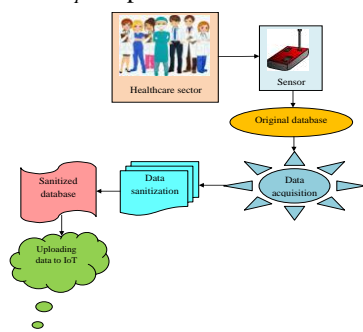 Healthcare sector
Sensor
Original database
Data
acquisition
Data
sanitization
Sanitized
database
Uploading
data to IoT